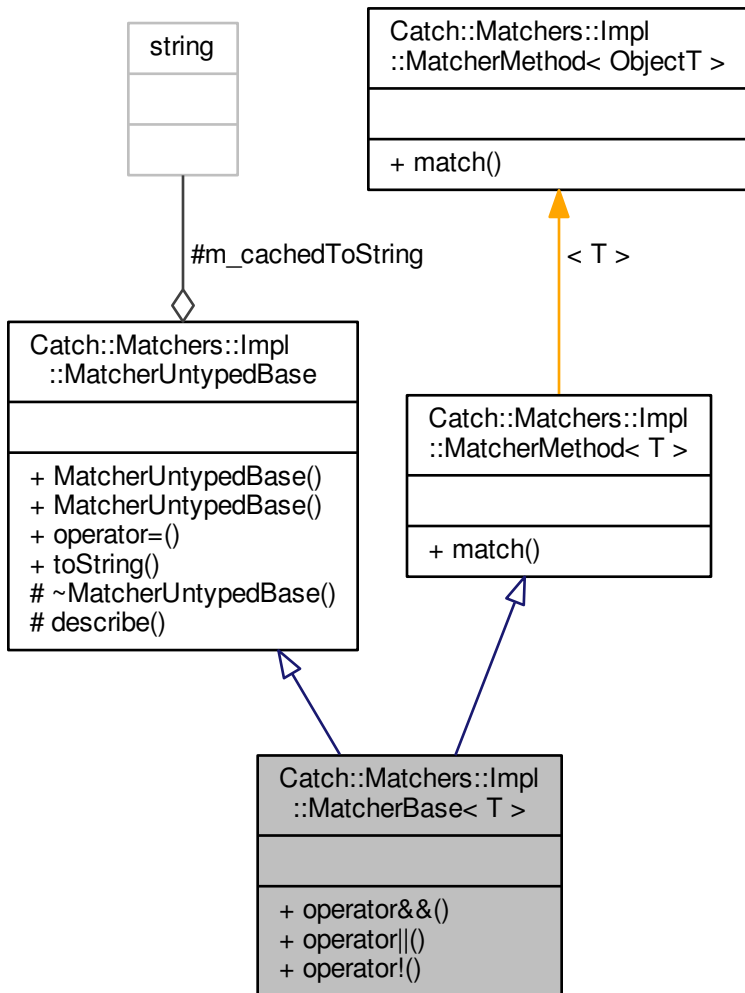 string
Catch::Matchers::Impl
::MatcherMethod< ObjectT >
+ match()
#m_cachedToString
< T >
Catch::Matchers::Impl
::MatcherUntypedBase
+ MatcherUntypedBase()
+ MatcherUntypedBase()
+ operator=()
+ toString()
# ~MatcherUntypedBase()
# describe()
Catch::Matchers::Impl
::MatcherMethod< T >
+ match()
Catch::Matchers::Impl
::MatcherBase< T >
+ operator&&()
+ operator||()
+ operator!()